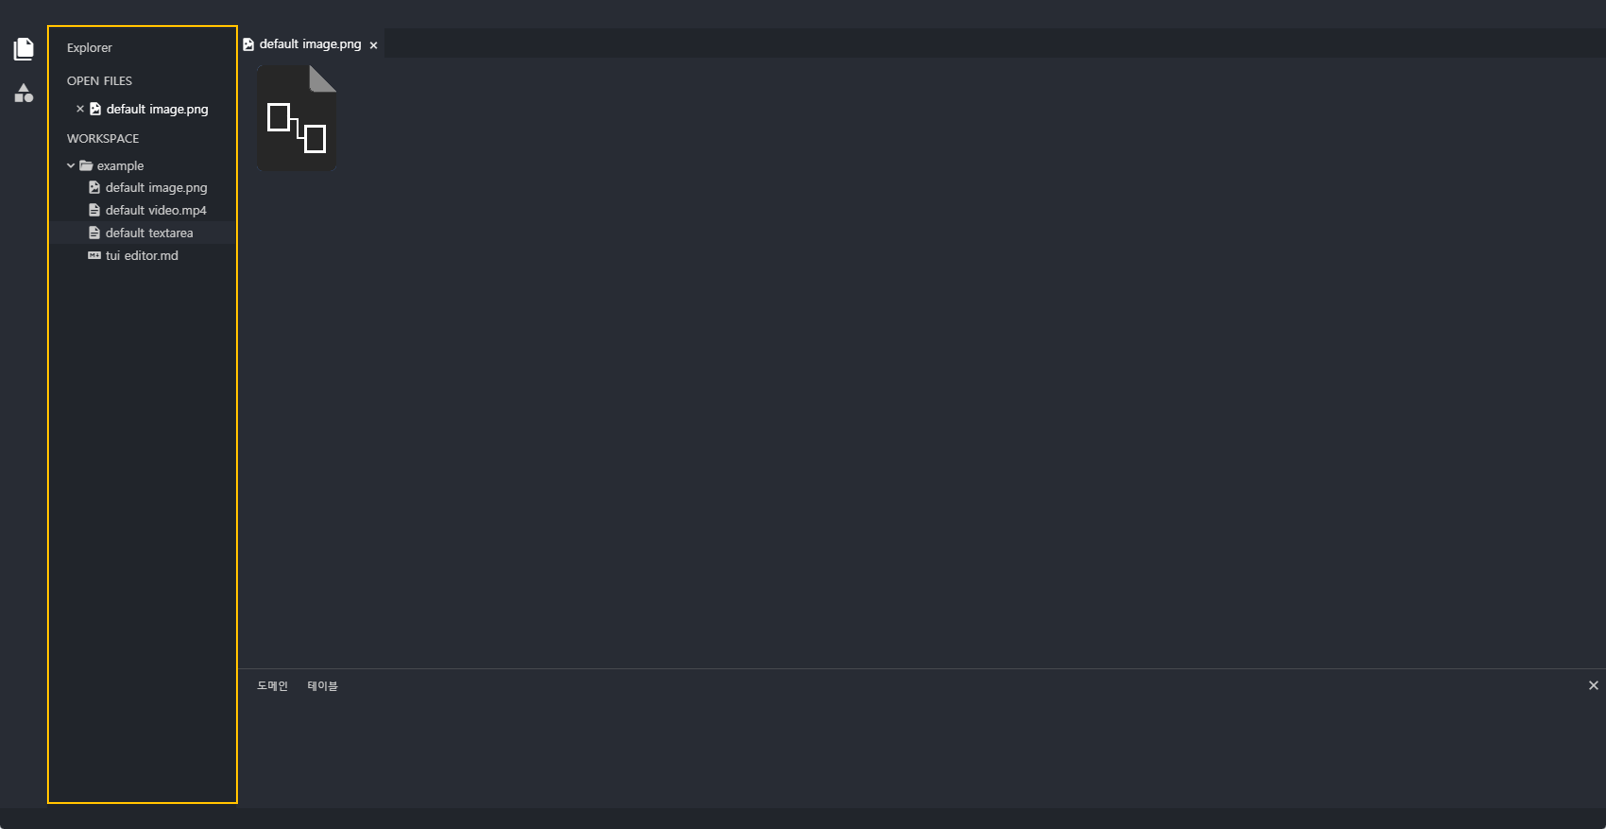 Explorer
OPEN FILES
default image.png
WORKSPACE
example
default image.png
default video.mp4
default textarea
tui editor.md
default image.png
도메인 테이블